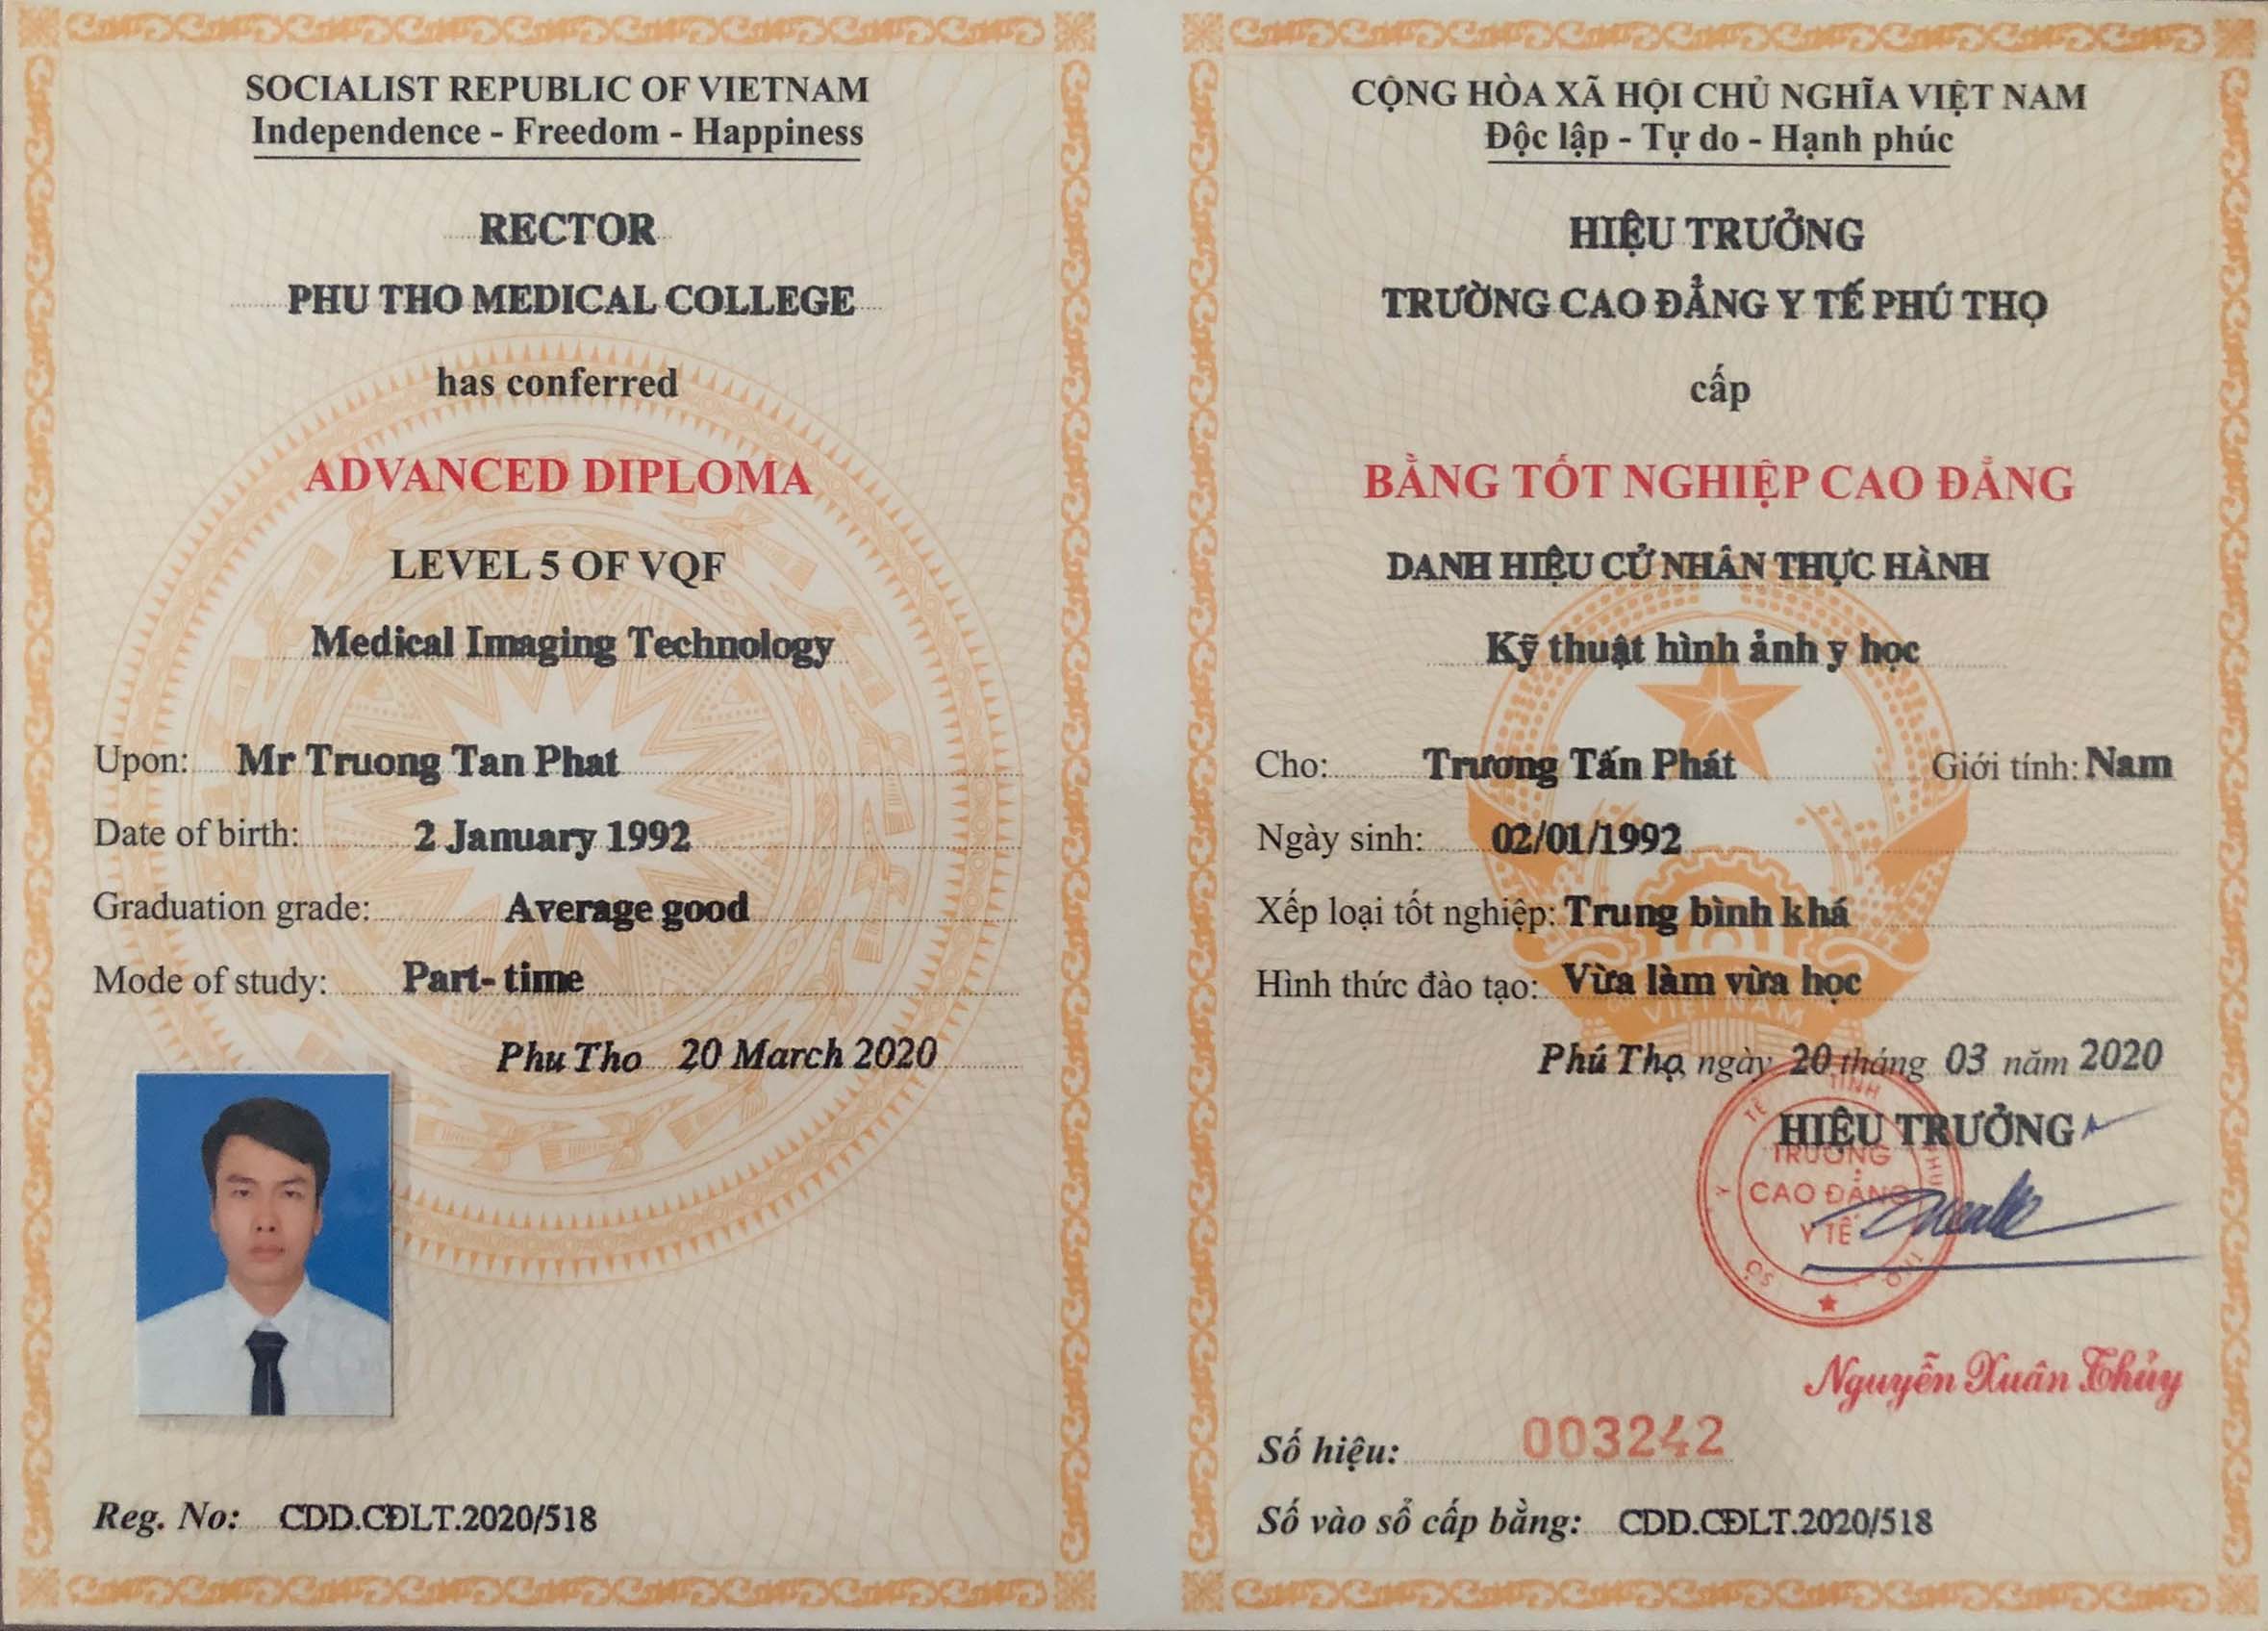 SOCIALIST REPUBLIC OF VIETNAM
Independence - Freedom - Happiness
RECTOR
PHU THO MEDICAL COLLEGE
has conferred
ADVANCED DIPLOMA
LEVEL 5 OF VQF
Medical Imaging Technology
Upon: Mr Truong Tan Phat
Date of birth: 2 January 1992
Graduation grade: Average good
Mode of study: Part- time
Phu Tho 20 March 2020
Reg. No: CDD.CĐLT.2020/518
CỘNG HÒA XÃ HỘI CHỦ NGHĨA VIỆT NAM
Độc lập - Tự do - Hạnh phúc
HIỆU TRƯỞNG
TRƯỜNG CAO ĐẲNG Y TẾ PHÚ THỌ
cấp
BẰNG TỐT NGHIỆP CAO ĐẲNG
DANH HIỆU CỬ NHÂN THỰC HÀNH
Kỹ thuật hình ảnh y học
Cho: Trương Tấn Phát Giới tính: Nam
Ngày sinh: 02/01/1992
Xếp loại tốt nghiệp: Trung bình khá
Hình thức đào tạo: Vừa làm vừa học
VIỆT NAM
Phú Thọ, ngày 20 tháng 03 năm 2020
HIỆU TRƯỞNG
TRƯỜNG
CAO ĐẲNG
Y TẾ
SỞ Y TẾ TỈNH PHÚ THỌ
Nguyễn Xuân Thủy
Số hiệu: 003242
Số vào sổ cấp bằng: CDD.CĐLT.2020/518